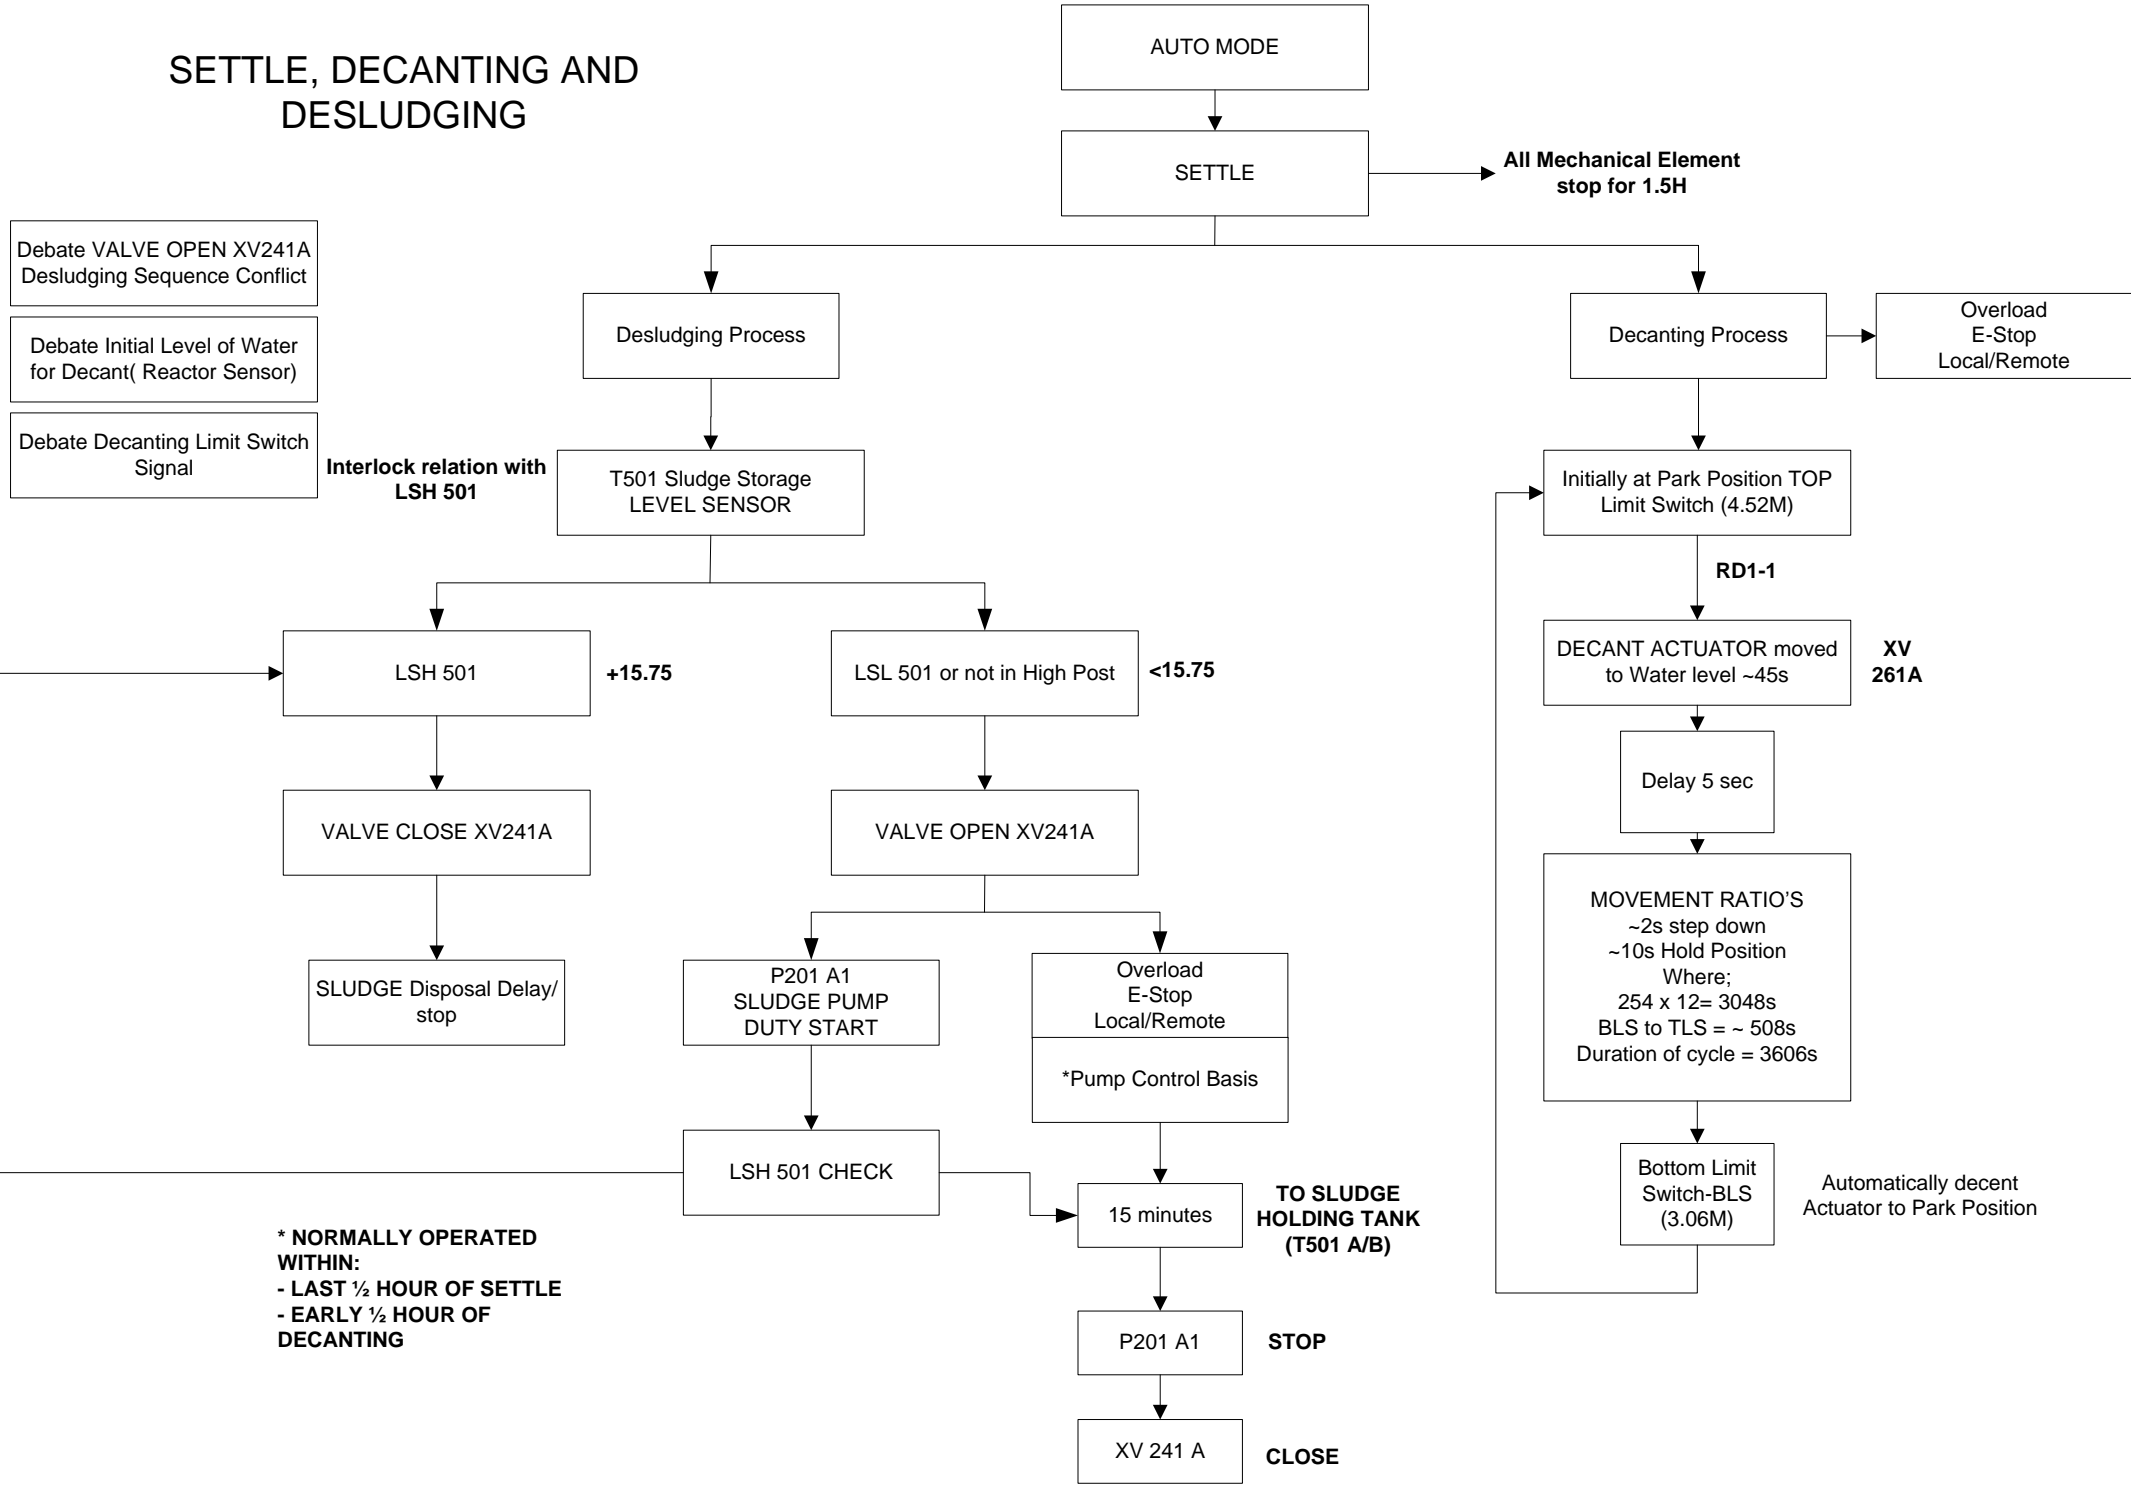 SETTLE, DECANTING AND
DESLUDGING
AUTO MODE
SETTLE
All Mechanical Element
stop for 1.5H
Debate VALVE OPEN XV241A
Desludging Sequence Conflict
Debate Initial Level of Water
for Decant( Reactor Sensor)
Debate Decanting Limit Switch
Signal
Desludging Process
Decanting Process
Overload
E-Stop
Local/Remote
Interlock relation with
LSH 501
T501 Sludge Storage
LEVEL SENSOR
Initially at Park Position TOP
Limit Switch (4.52M)
RD1-1
LSH 501
+15.75
LSL 501 or not in High Post
<15.75
DECANT ACTUATOR moved
to Water level ~45s
XV
261A
Delay 5 sec
VALVE CLOSE XV241A
VALVE OPEN XV241A
MOVEMENT RATIO'S
~2s step down
~10s Hold Position
Where;
254 x 12= 3048s
BLS to TLS = ~ 508s
Duration of cycle = 3606s
SLUDGE Disposal Delay/
stop
P201 A1
SLUDGE PUMP
DUTY START
Overload
E-Stop
Local/Remote
*Pump Control Basis
LSH 501 CHECK
15 minutes
TO SLUDGE
HOLDING TANK
(T501 A/B)
Bottom Limit
Switch-BLS
(3.06M)
Automatically decent
Actuator to Park Position
* NORMALLY OPERATED
WITHIN:
- LAST ½ HOUR OF SETTLE
- EARLY ½ HOUR OF
DECANTING
P201 A1
STOP
XV 241 A
CLOSE